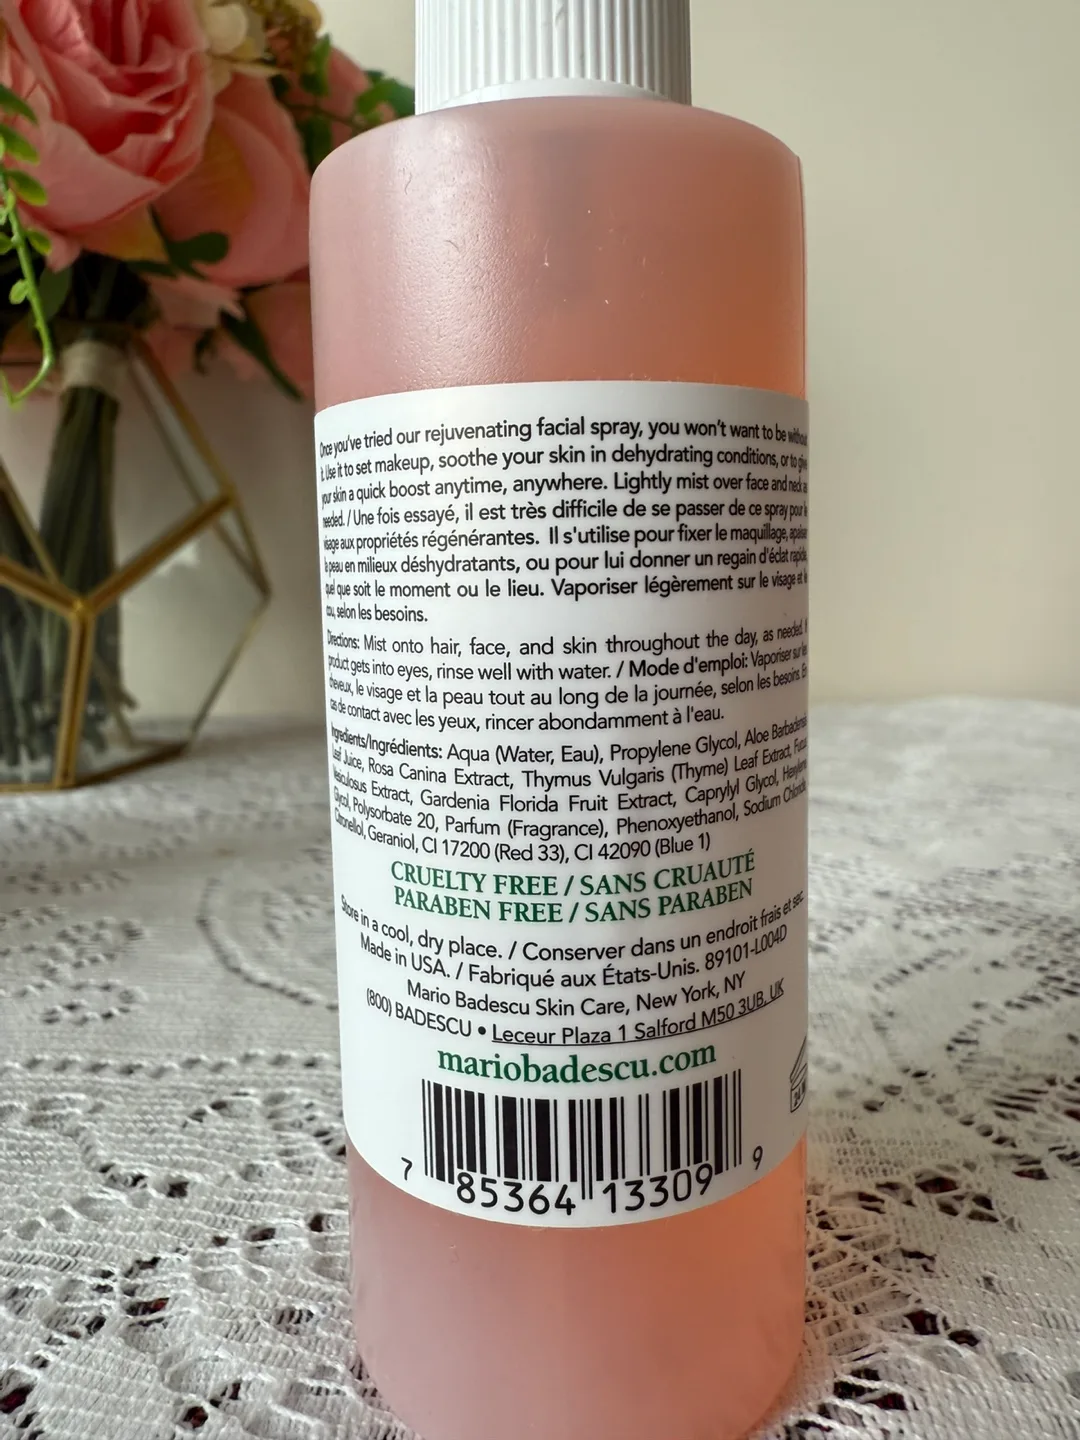 Once you've tried our rejuvenating facial spray, you won't want to be without
it. Use it to set makeup, soothe your skin in dehydrating conditions, or to give
your skin a quick boost anytime, anywhere. Lightly mist over face and neck as
needed. / Une fois essayé, il est très difficile de se passer de ce spray pour le
visage aux propriétés régénérantes. Il s'utilise pour fixer le maquillage, apaiser
la peau en milieux déshydratants, ou pour lui donner un regain d'éclat rapide,
quel que soit le moment ou le lieu. Vaporiser légèrement sur le visage et le
cou, selon les besoins.
Directions: Mist onto hair, face, and skin throughout the day, as needed. If
product gets into eyes, rinse well with water. / Mode d'emploi: Vaporiser sur les
cheveux, le visage et la peau tout au long de la journée, selon les besoins. En
cas de contact avec les yeux, rincer abondamment à l'eau.
Ingredients/Ingrédients: Aqua (Water, Eau), Propylene Glycol, Aloe Barbadensis
Leaf Juice, Rosa Canina Extract, Thymus Vulgaris (Thyme) Leaf Extract, Fucus
Vesiculosus Extract, Gardenia Florida Fruit Extract, Caprylyl Glycol, Hexylene
Glycol, Polysorbate 20, Parfum (Fragrance), Phenoxyethanol, Sodium Chloride,
Citronellol, Geraniol, CI 17200 (Red 33), CI 42090 (Blue 1)
CRUELTY FREE / SANS CRUAUTÉ
PARABEN FREE / SANS PARABEN
Store in a cool, dry place. / Conserver dans un endroit frais et sec.
Made in USA. / Fabriqué aux États-Unis. 89101-L004D
Mario Badescu Skin Care, New York, NY
(800) BADESCU • Leceur Plaza 1 Salford M50 3UB, UK
mariobadescu.com
24
7 85364 13309 9